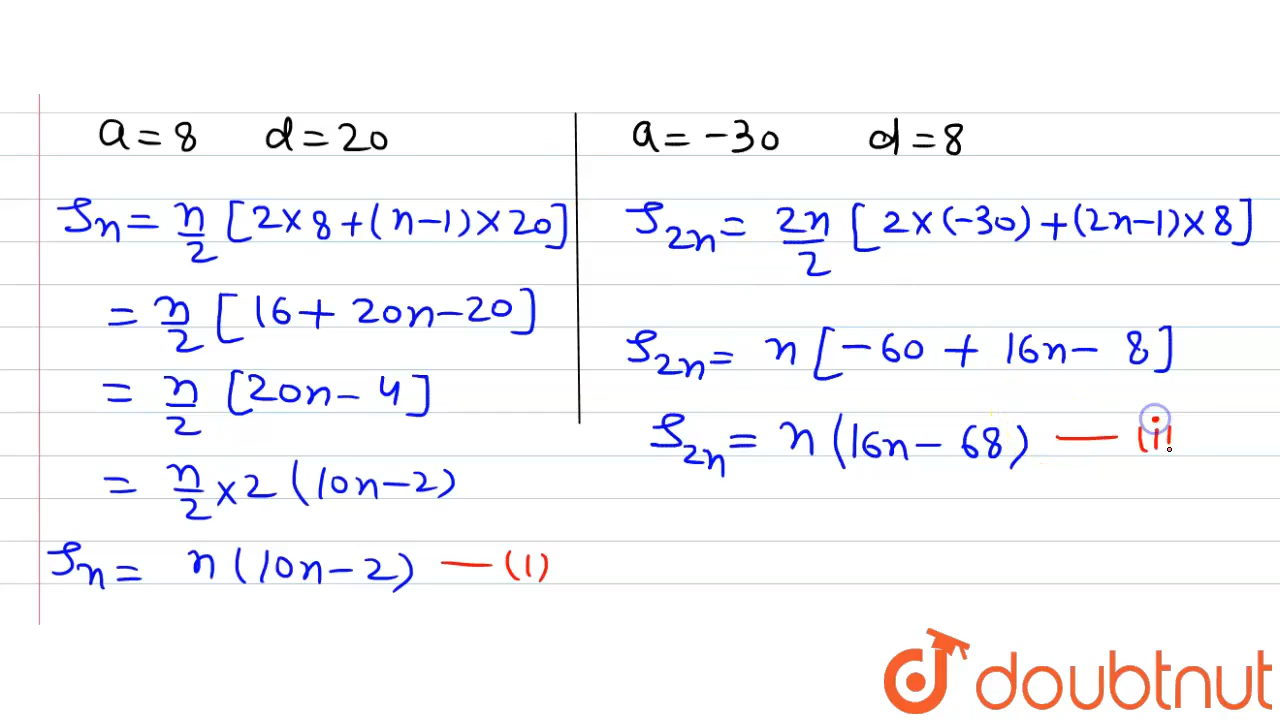 a = 8 d = 20
Sn = n/2 [2×8+(n-1)×20]
= n/2 [16+20n-20]
= n/2 [20n-4]
= n/2 ×2 (10n-2)
Sn = n(10n-2) — (1)
a = -30 d = 8
S2n = 2n/2 [2×(-30)+(2n-1)×8]
S2n = n[-60+16n-8]
S2n = n(16n-68) — (ii
doubtnut